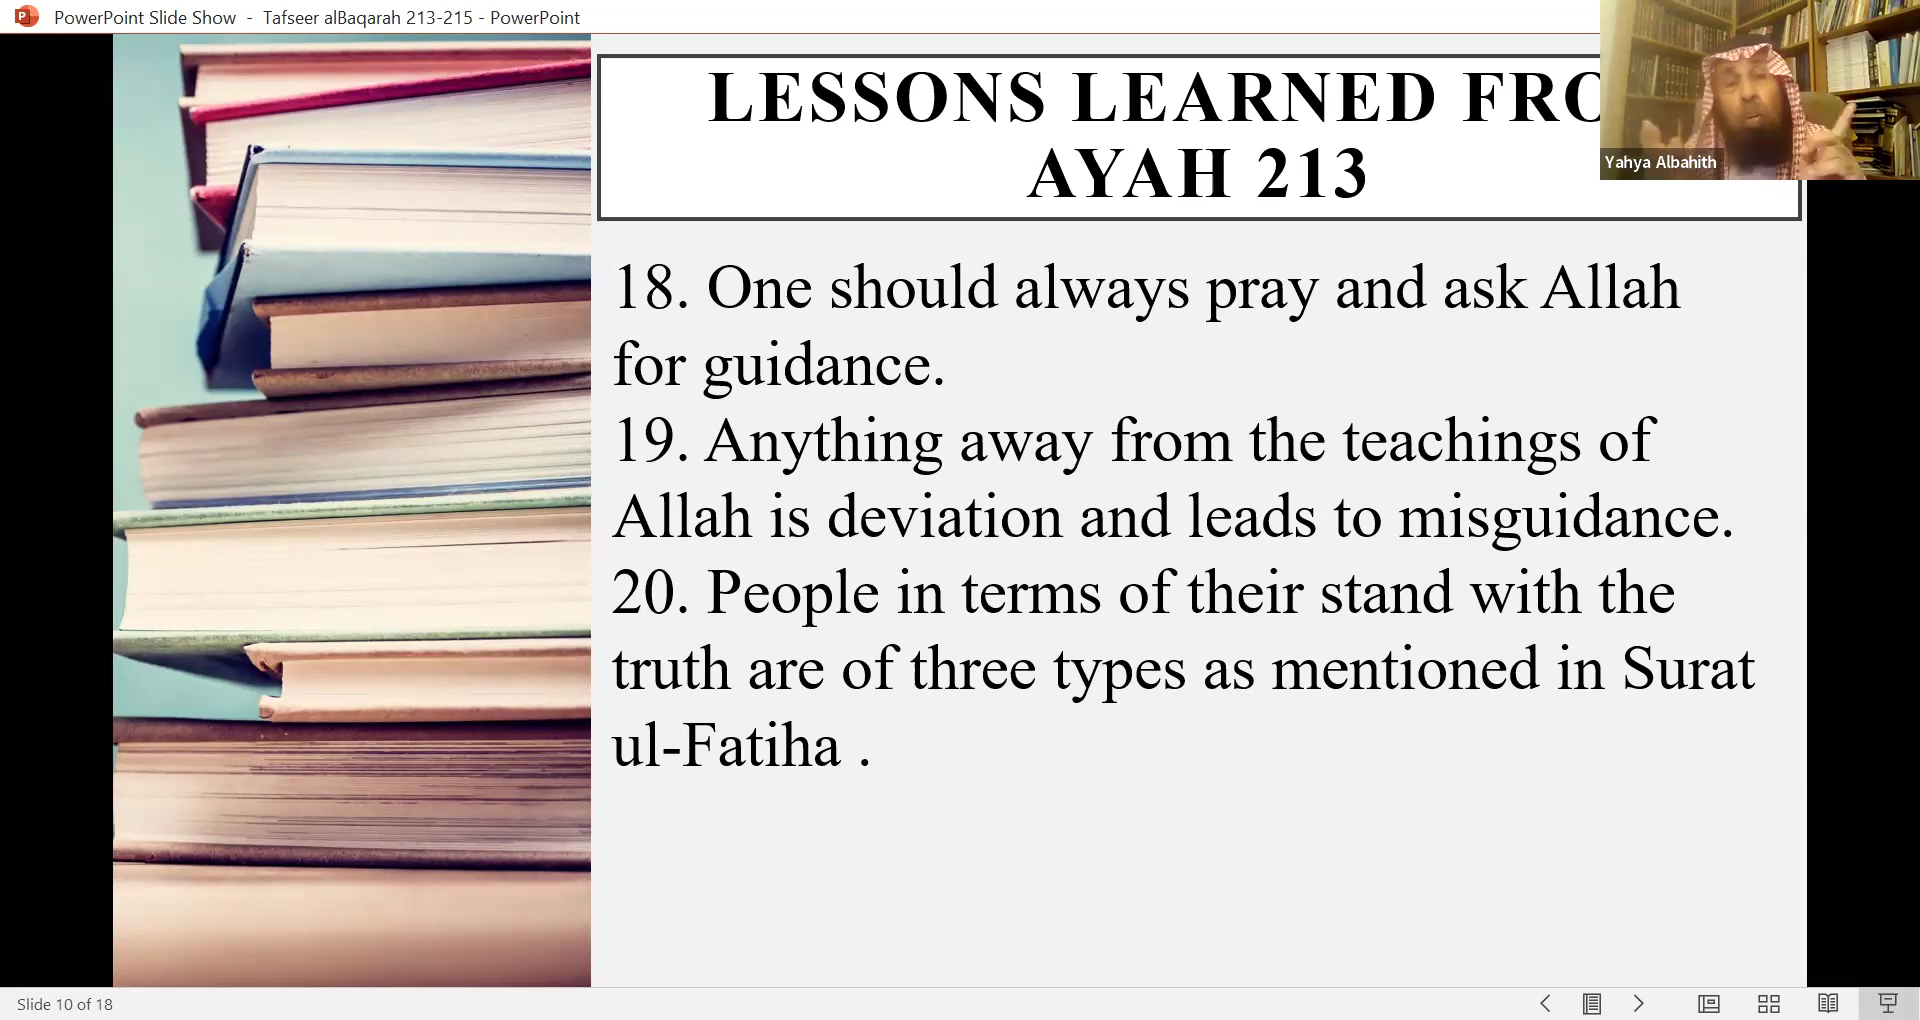 PowerPoint Slide Show - Tafseer alBaqarah 213-215 - PowerPoint
LESSONS LEARNED FRO
AYAH 213
Yahya Albahith
18. One should always pray and ask Allah
for guidance.
19. Anything away from the teachings of
Allah is deviation and leads to misguidance.
20. People in terms of their stand with the
truth are of three types as mentioned in Surat
ul-Fatiha .
Slide 10 of 18